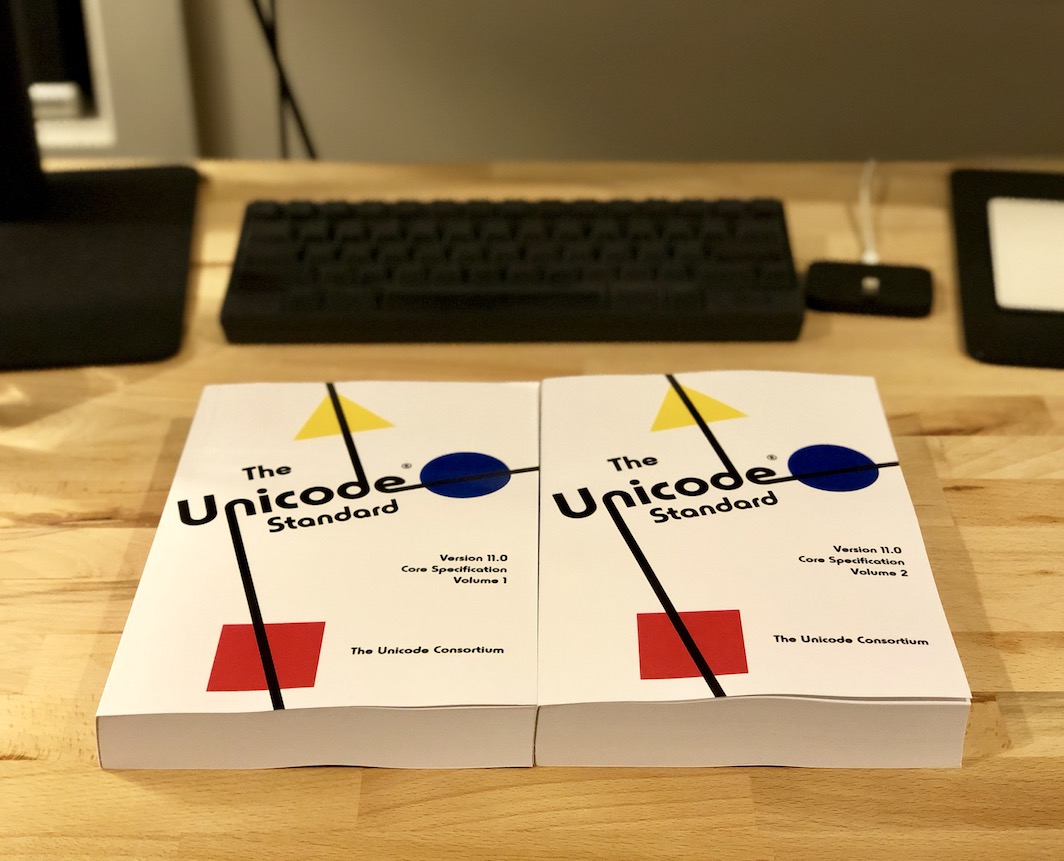 The
Unicode®
Standard
Version 11.0
Core Specification
Volume 1
The Unicode Consortium
The
Unicode®
Standard
Version 11.0
Core Specification
Volume 2
The Unicode Consortium